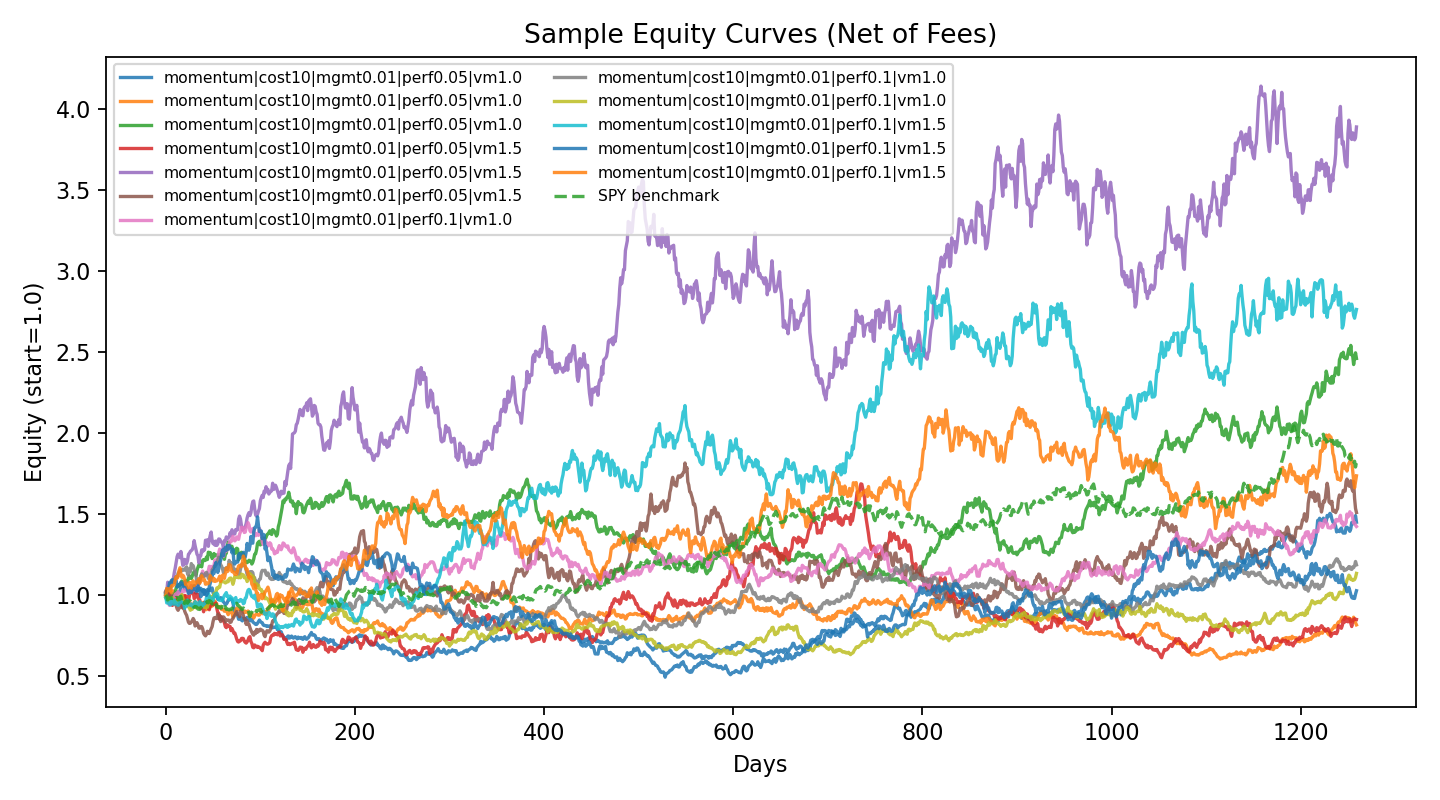 Sample Equity Curves (Net of Fees)
momentum|cost10|mgmt0.01|perf0.05|vm1.0
momentum|cost10|mgmt0.01|perf0.05|vm1.0
momentum|cost10|mgmt0.01|perf0.05|vm1.0
momentum|cost10|mgmt0.01|perf0.05|vm1.5
momentum|cost10|mgmt0.01|perf0.05|vm1.5
momentum|cost10|mgmt0.01|perf0.05|vm1.5
momentum|cost10|mgmt0.01|perf0.1|vm1.0
momentum|cost10|mgmt0.01|perf0.1|vm1.0
momentum|cost10|mgmt0.01|perf0.1|vm1.0
momentum|cost10|mgmt0.01|perf0.1|vm1.5
momentum|cost10|mgmt0.01|perf0.1|vm1.5
momentum|cost10|mgmt0.01|perf0.1|vm1.5
SPY benchmark
Equity (start=1.0)
4.0
3.5
3.0
2.5
2.0
1.5
1.0
0.5
0
200
400
600
800
1000
1200
Days